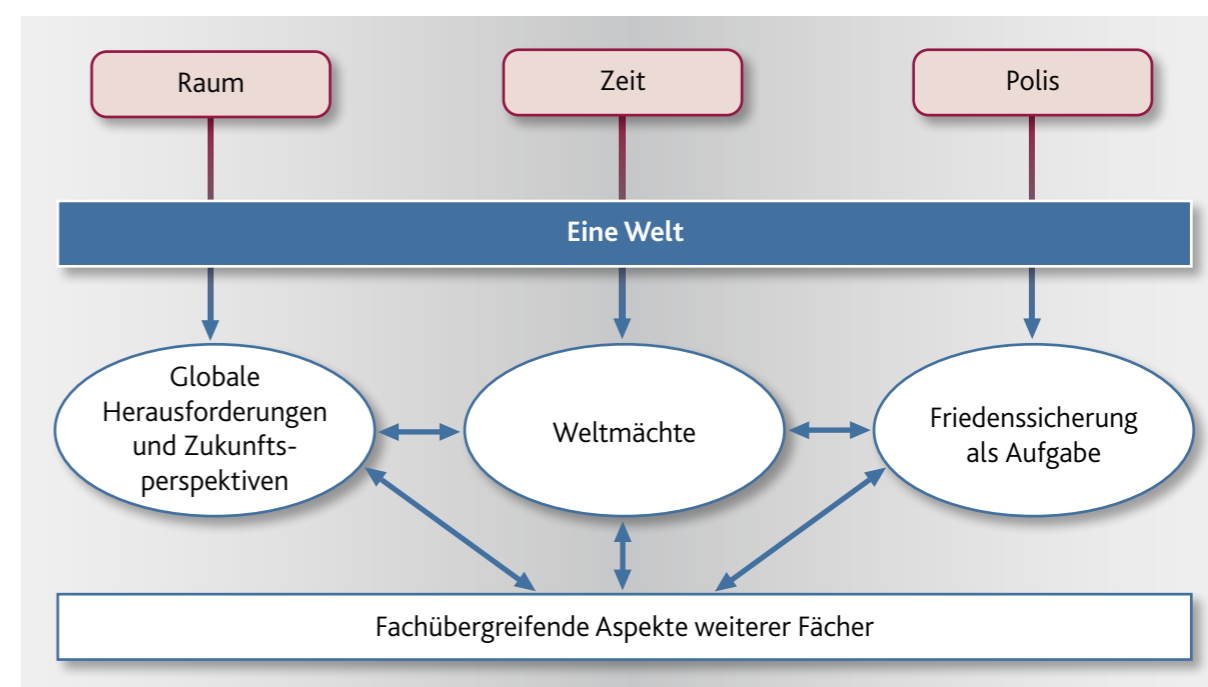 Raum
Zeit
Polis
Eine Welt
Globale
Herausforderungen
und Zukunfts-
perspektiven
Weltmächte
Friedenssicherung
als Aufgabe
Fachübergreifende Aspekte weiterer Fächer